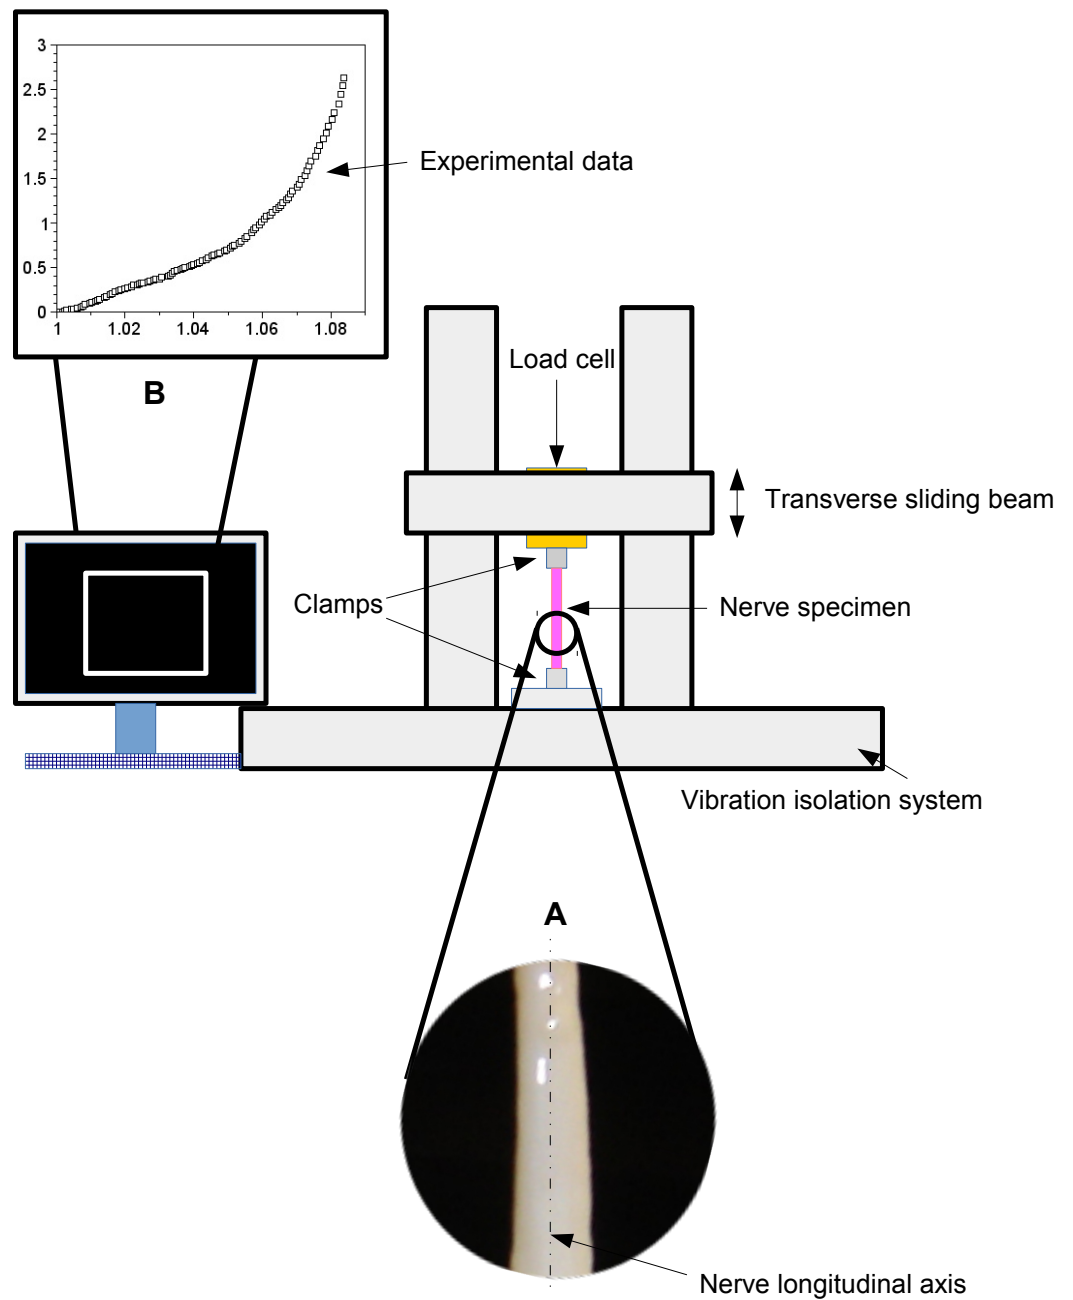 3
2.5
2
1.5
1
0.5
0
1
1.02
1.04
1.06
1.08
Experimental data
B
Load cell
Transverse sliding beam
Clamps
Nerve specimen
Vibration isolation system
A
Nerve longitudinal axis